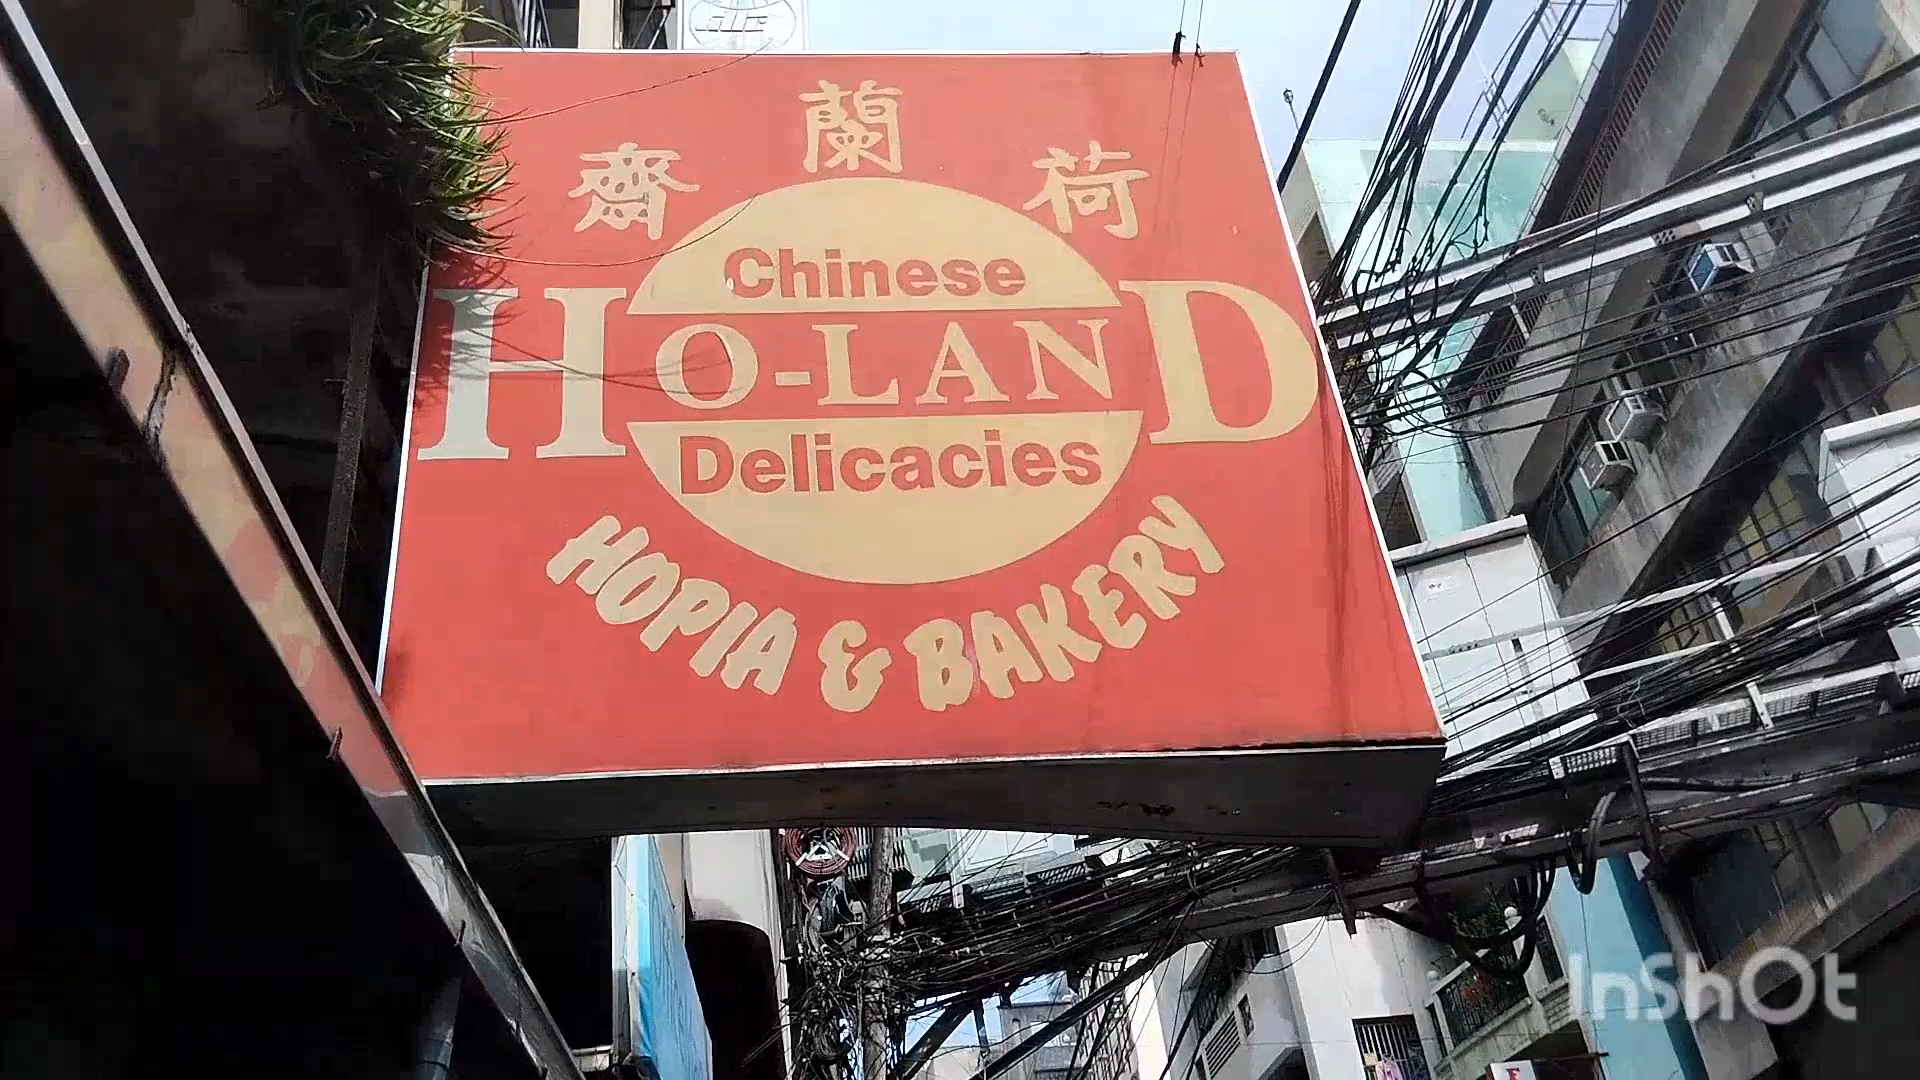 齋蘭荷
Chinese
HO-LAND
Delicacies
HOPIA & BAKERY
InShOt